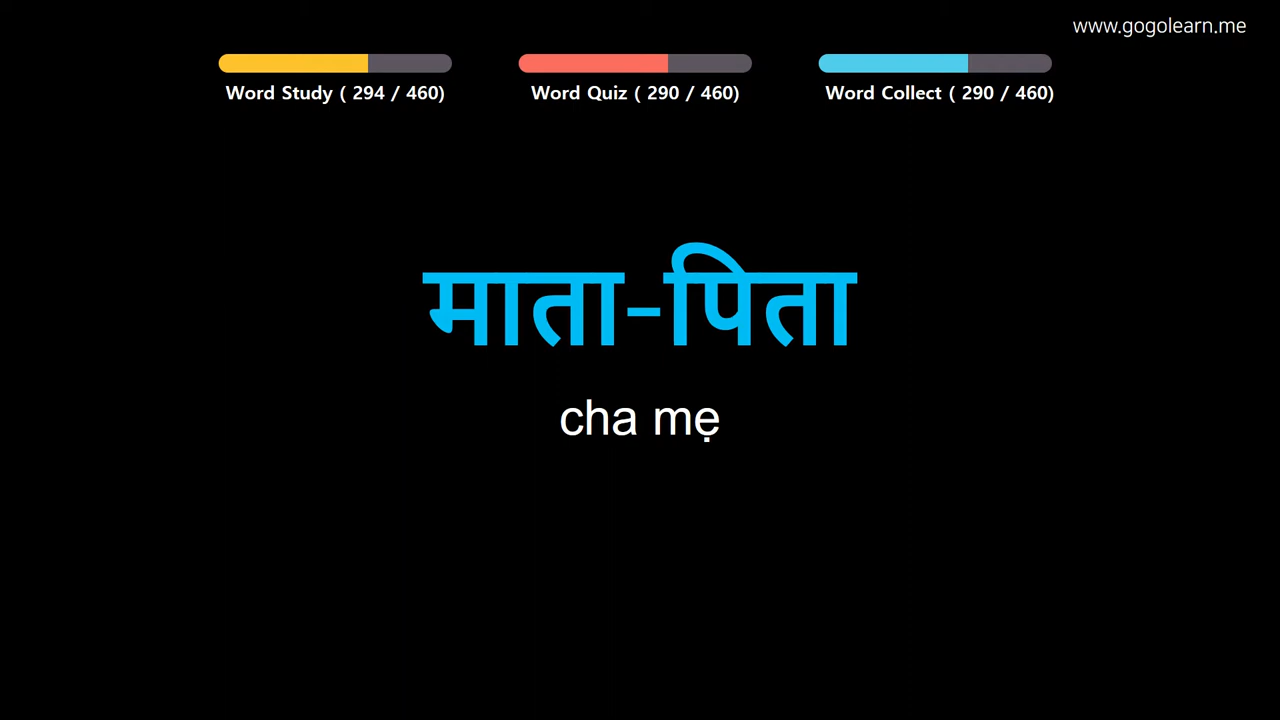 www.gogolearn.me
Word Study ( 294 / 460)
Word Quiz ( 290 / 460)
Word Collect ( 290 / 460)
माता-पिता
cha mẹ